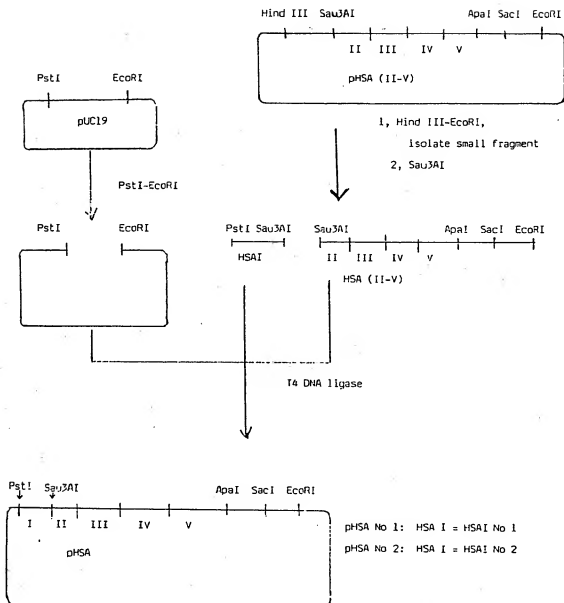 Hind III Sau3AI ApaI SacI EcoRI
II III IV V
pHSA (II-V)
PstI EcoRI
pUC19
1, Hind III-EcoRI,
isolate small fragment
2, Sau3AI
PstI-EcoRI
PstI EcoRI
PstI Sau3AI
HSAI
Sau3AI ApaI SacI EcoRI
II III IV V
HSA (II-V)
T4 DNA ligase
PstI Sau3AI ApaI SacI EcoRI
I II III IV V
pHSA
pHSA No 1: HSA I = HSAI No 1
pHSA No 2: HSA I = HSAI No 2